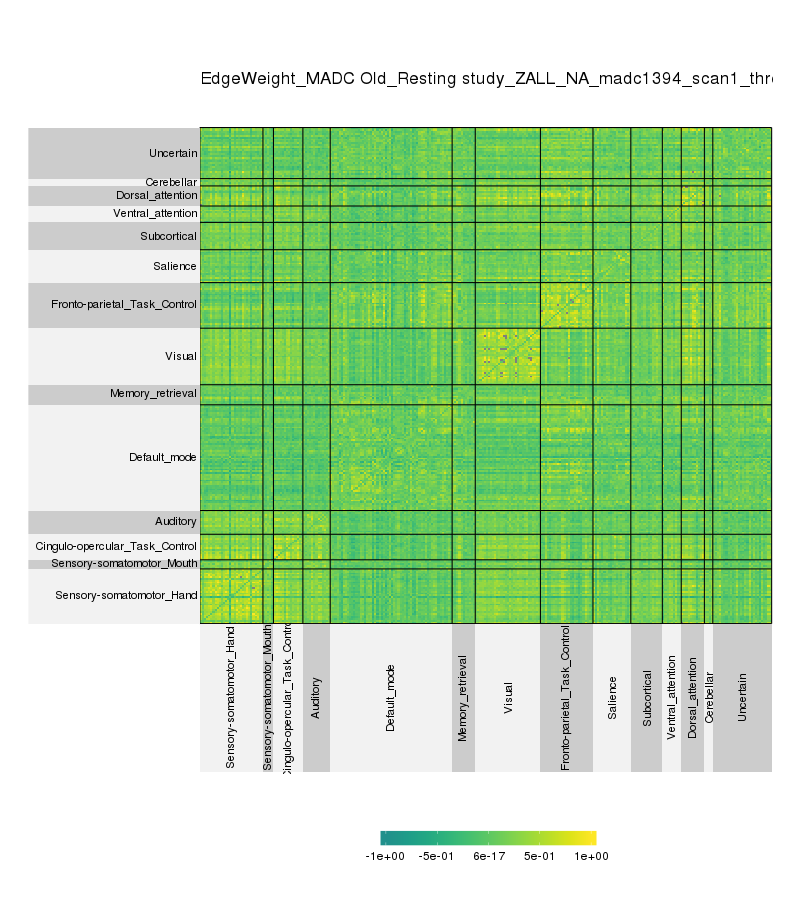 EdgeWeight_MADC Old_Resting study_ZALL_NA_madc1394_scan1_thr
Uncertain
Cerebellar
Dorsal_attention
Ventral_attention
Subcortical
Salience
Fronto-parietal_Task_Control
Visual
Memory_retrieval
Default_mode
Auditory
Cingulo-opercular_Task_Control
Sensory-somatomotor_Mouth
Sensory-somatomotor_Hand
Sensory-somatomotor_Hand
Sensory-somatomotor_Mouth
Cingulo-opercular_Task_Control
Auditory
Default_mode
Memory_retrieval
Visual
Fronto-parietal_Task_Control
Salience
Subcortical
Ventral_attention
Dorsal_attention
Cerebellar
Uncertain
-1e+00 -5e-01 6e-17 5e-01 1e+00